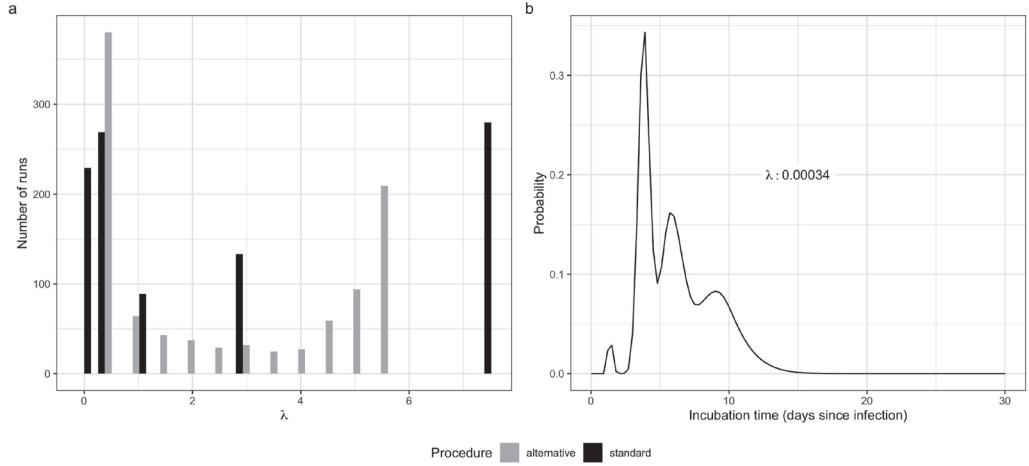 a
b
Number of runs
300
200
100
0
0
2
4
6
λ
Probability
0.3
0.2
0.1
0.0
λ : 0.00034
0
10
20
30
Incubation time (days since infection)
Procedure alternative standard